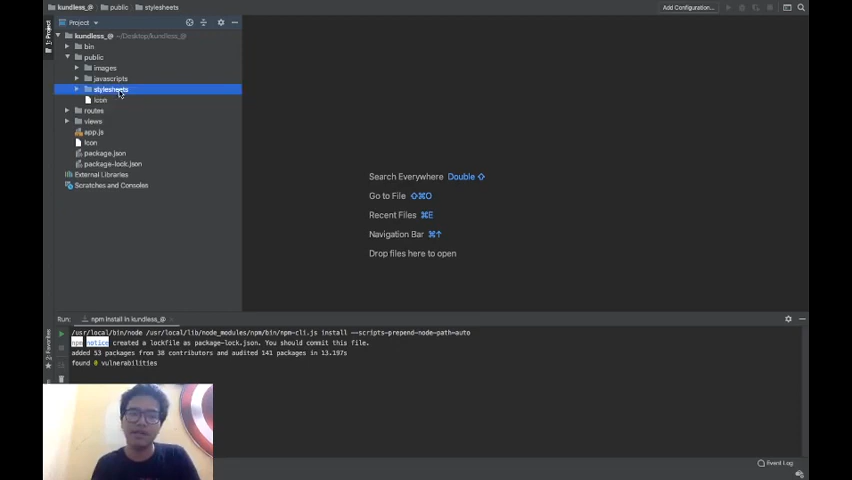 kundless_@ public stylesheets
Add Configuration...
1: Project
Project
kundless_@ ~/Desktop/kundless_@
bin
public
images
javascripts
stylesheets
Icon
routes
views
app.js
Icon
package.json
package-lock.json
External Libraries
Scratches and Consoles
Search Everywhere Double ⇧
Go to File ⇧⌘O
Recent Files ⌘E
Navigation Bar ⌘↑
Drop files here to open
Run: npm install in kundless_@
/usr/local/bin/node /usr/local/lib/node_modules/npm/bin/npm-cli.js install --scripts-prepend-node-path=auto
npm notice created a lockfile as package-lock.json. You should commit this file.
added 53 packages from 38 contributors and audited 141 packages in 13.197s
found 0 vulnerabilities
2: Favorites
Event Log